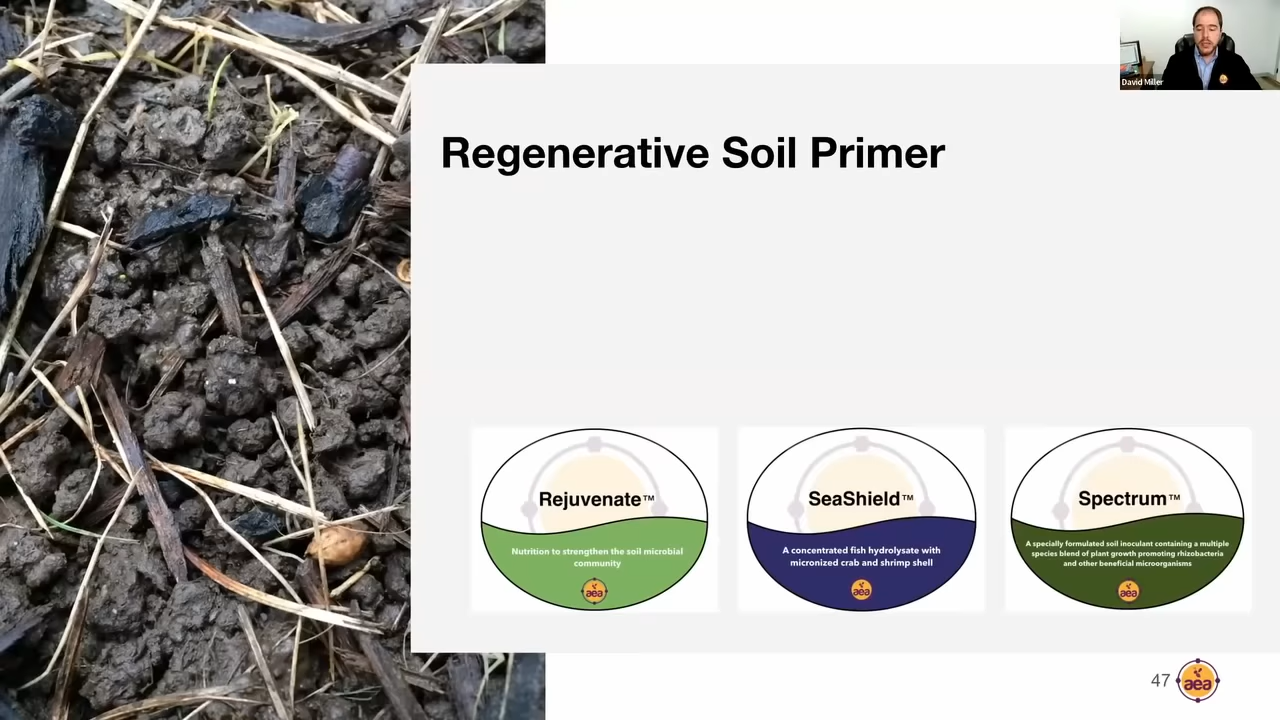 David Miller
Regenerative Soil Primer
Rejuvenate™
Nutrition to strengthen the soil microbial
community
aea
SeaShield™
A concentrated fish hydrolysate with
micronized crab and shrimp shell
aea
Spectrum™
A specially formulated soil inoculant containing a multiple
species blend of plant growth promoting rhizobacteria
and other beneficial microorganisms
aea
47
aea